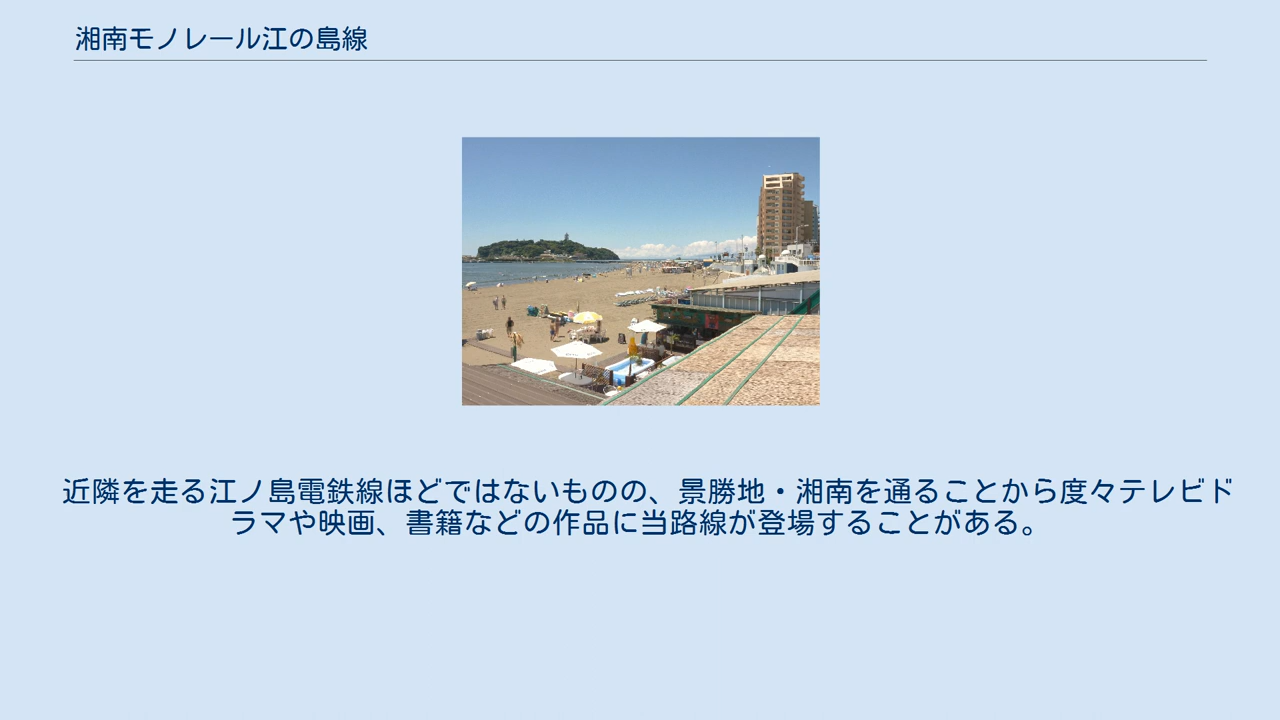 湘南モノレール江の島線
近隣を走る江ノ島電鉄線ほどではないものの、景勝地・湘南を通ることから度々テレビド
ラマや映画、書籍などの作品に当路線が登場することがある。